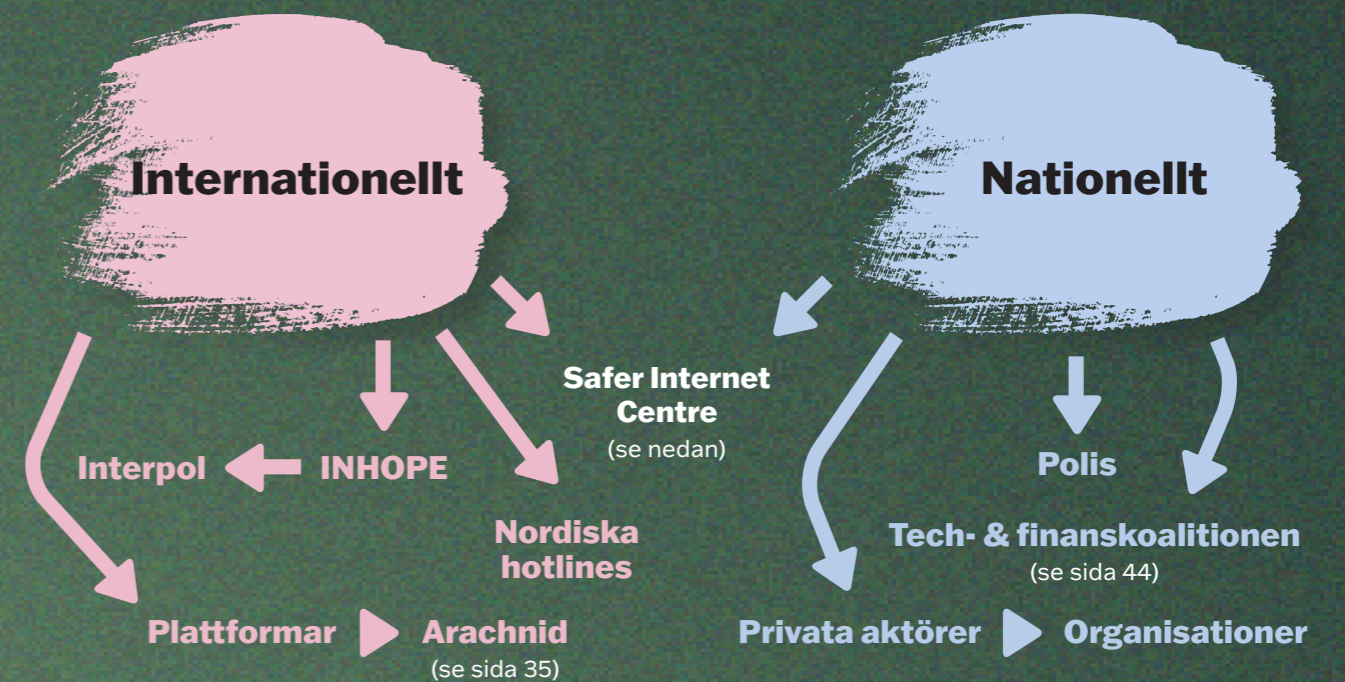 Internationellt
Nationellt
Safer Internet
Centre
(se nedan)
Interpol
INHOPE
Polis
Nordiska
hotlines
Tech- & finanskoalitionen
(se sida 44)
Plattformar
Arachnid
(se sida 35)
Privata aktörer
Organisationer